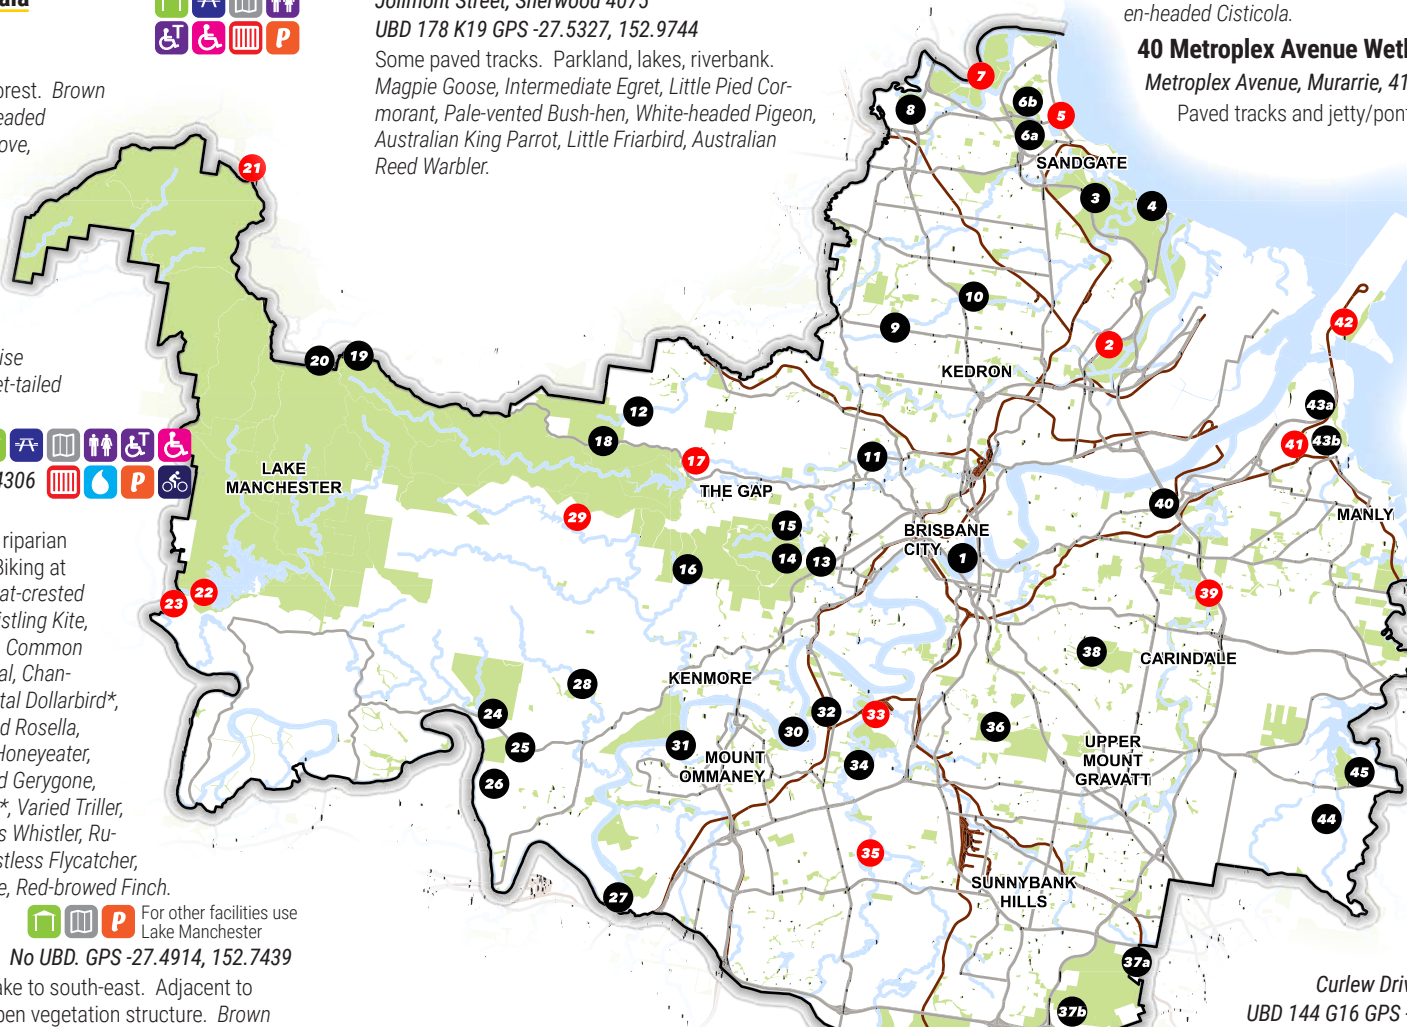 Jolimont Street, Sherwood 4075
UBD 178 K19 GPS -27.5327, 152.9744
Some paved tracks. Parkland, lakes, riverbank.
Magpie Goose, Intermediate Egret, Little Pied Cor-
morant, Pale-vented Bush-hen, White-headed Pigeon,
Australian King Parrot, Little Friarbird, Australian
Reed Warbler.
en-headed Cisticola.
40 Metroplex Avenue Wetl
Metroplex Avenue, Murarrie, 41
Paved tracks and jetty/pont
T
P
orest. Brown
eaded
ove,
ise
et-tailed
T
4306
P
riparian
Biking at
at-crested
istling Kite,
Common
al, Chan-
tal Dollarbird*,
d Rosella,
Honeyeater,
d Gerygone,
*, Varied Triller,
s Whistler, Ru-
stless Flycatcher,
e, Red-browed Finch.
P
For other facilities use
Lake Manchester
No UBD. GPS -27.4914, 152.7439
ake to south-east. Adjacent to
pen vegetation structure. Brown
7
8
6b
5
6a
SANDGATE
21
3
4
10
9
42
2
20
19
KEDRON
12
43a
18
41
43b
17
11
LAKE
MANCHESTER
THE GAP
40
29
15
MANLY
BRISBANE
CITY
1
14
13
16
22
23
39
38
CARINDALE
KENMORE
28
24
32
33
30
36
25
31
34
MOUNT
OMMANEY
UPPER
MOUNT
GRAVATT
26
45
44
35
SUNNYBANK
HILLS
27
37a
37b
Curlew Driv
UBD 144 G16 GPS -